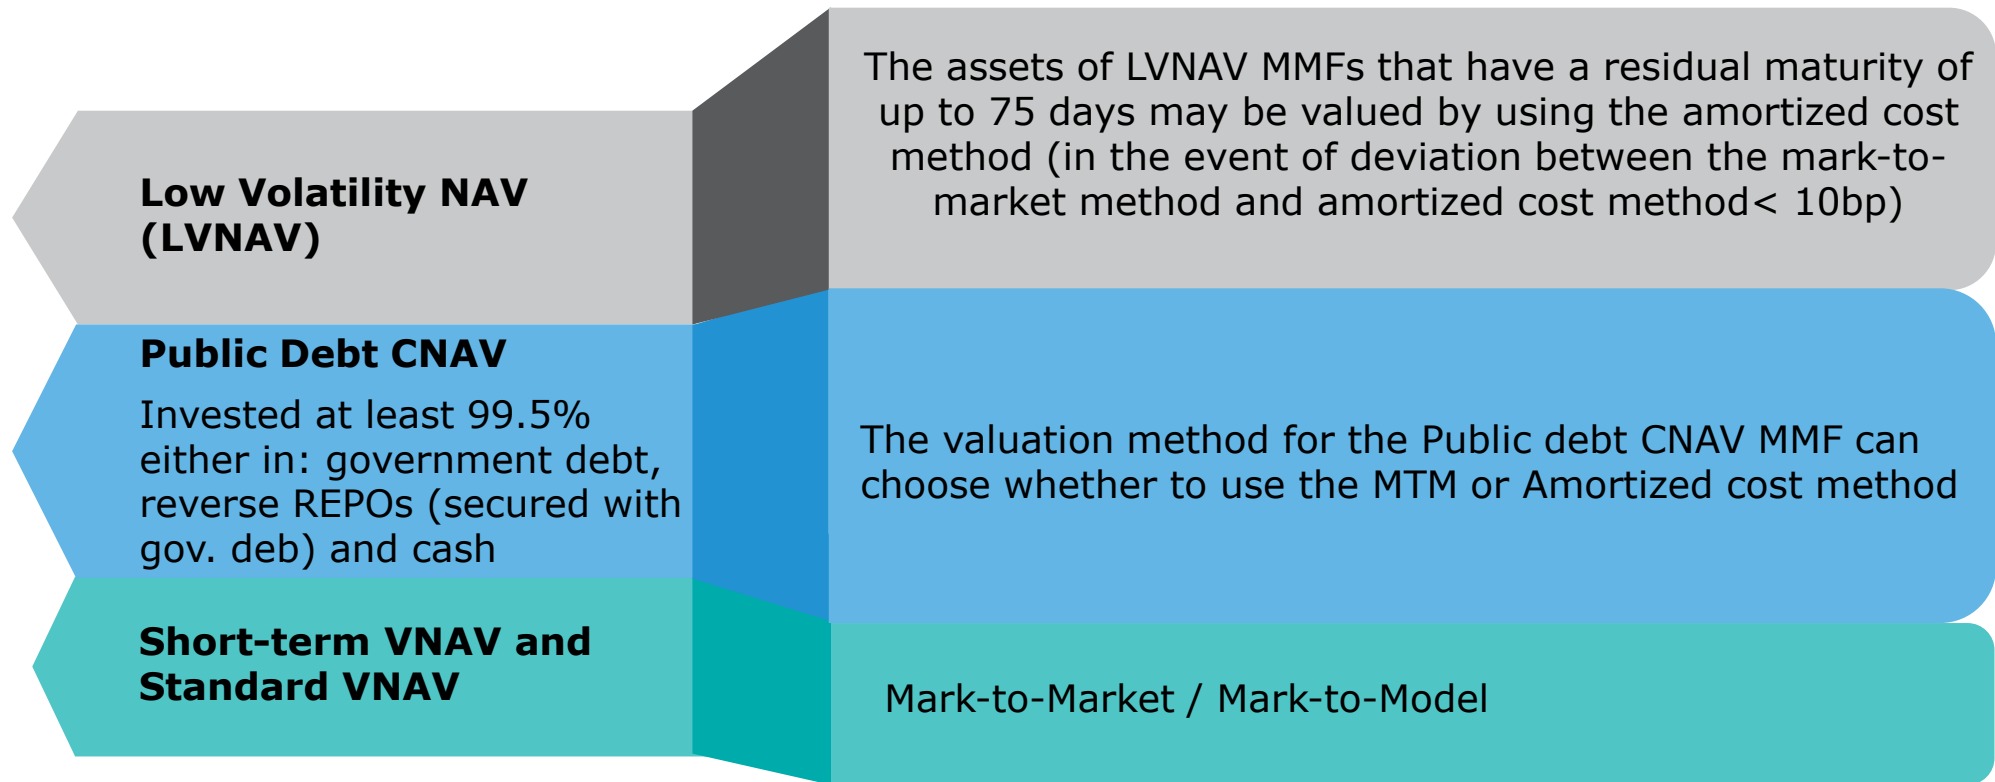 Low Volatility NAV
(LVNAV)
The assets of LVNAV MMFs that have a residual maturity of
up to 75 days may be valued by using the amortized cost
method (in the event of deviation between the mark-to-
market method and amortized cost method< 10bp)
Public Debt CNAV
Invested at least 99.5%
either in: government debt,
reverse REPOs (secured with
gov. deb) and cash
The valuation method for the Public debt CNAV MMF can
choose whether to use the MTM or Amortized cost method
Short-term VNAV and
Standard VNAV
Mark-to-Market / Mark-to-Model